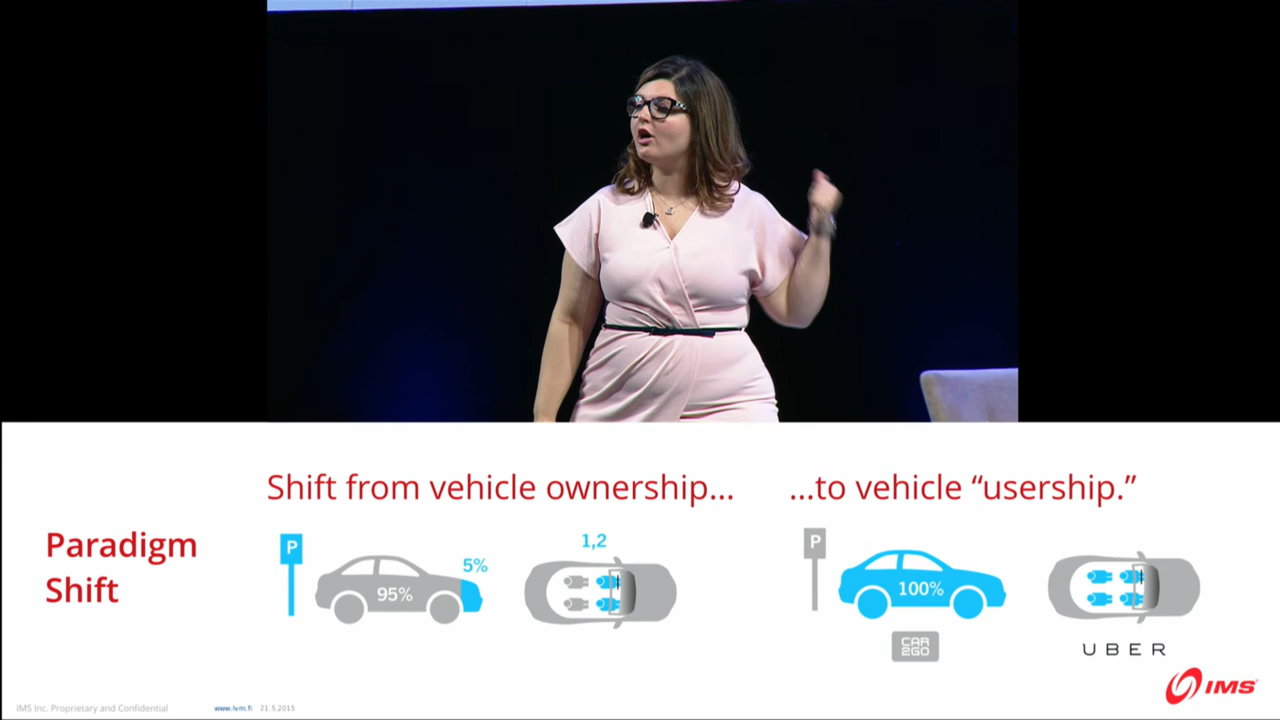 Shift from vehicle ownership...
...to vehicle “usership.”
Paradigm
Shift
P
95%
5%
1,2
P
100%
CAR
2GO
UBER
IMS
IMS Inc. Proprietary and Confidential
www.lvm.fi 21.5.2015